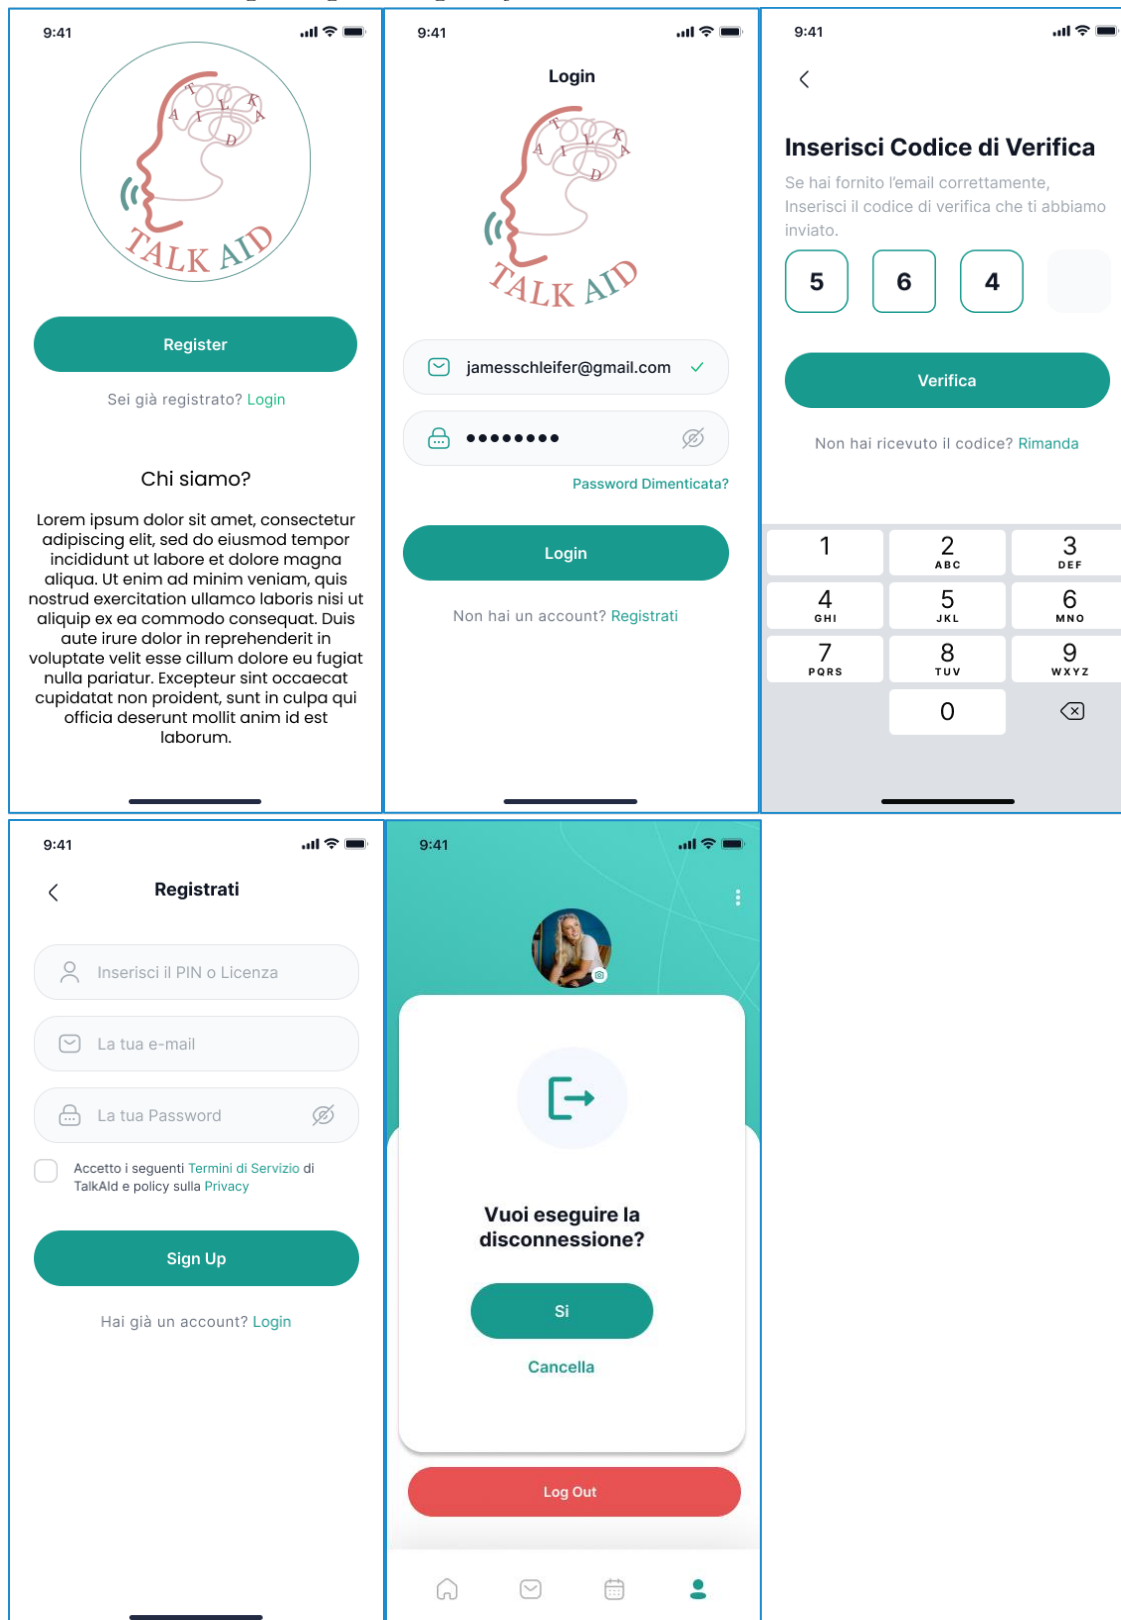 9:41
T L K
A I A
D
TALK AID
Register
Sei già registrato? Login
Chi siamo?
Lorem ipsum dolor sit amet, consectetur
adipiscing elit, sed do eiusmod tempor
incididunt ut labore et dolore magna
aliqua. Ut enim ad minim veniam, quis
nostrud exercitation ullamco laboris nisi ut
aliquip ex ea commodo consequat. Duis
aute irure dolor in reprehenderit in
voluptate velit esse cillum dolore eu fugiat
nulla pariatur. Excepteur sint occaecat
cupidatat non proident, sunt in culpa qui
officia deserunt mollit anim id est
laborum.
9:41
Login
T L K
A I A
D
TALK AID
jamesschleifer@gmail.com
Password Dimenticata?
Login
Non hai un account? Registrati
9:41
Inserisci Codice di Verifica
Se hai fornito l'email correttamente,
Inserisci il codice di verifica che ti abbiamo
inviato.
5 6 4
Verifica
Non hai ricevuto il codice? Rimanda
1 2 3
ABC DEF
4 5 6
GHI JKL MNO
7 8 9
PQRS TUV WXYZ
0
9:41
Registrati
Inserisci il PIN o Licenza
La tua e-mail
La tua Password
Accetto i seguenti Termini di Servizio di
TalkAId e policy sulla Privacy
Sign Up
Hai già un account? Login
9:41
Vuoi eseguire la
disconnessione?
Si
Cancella
Log Out